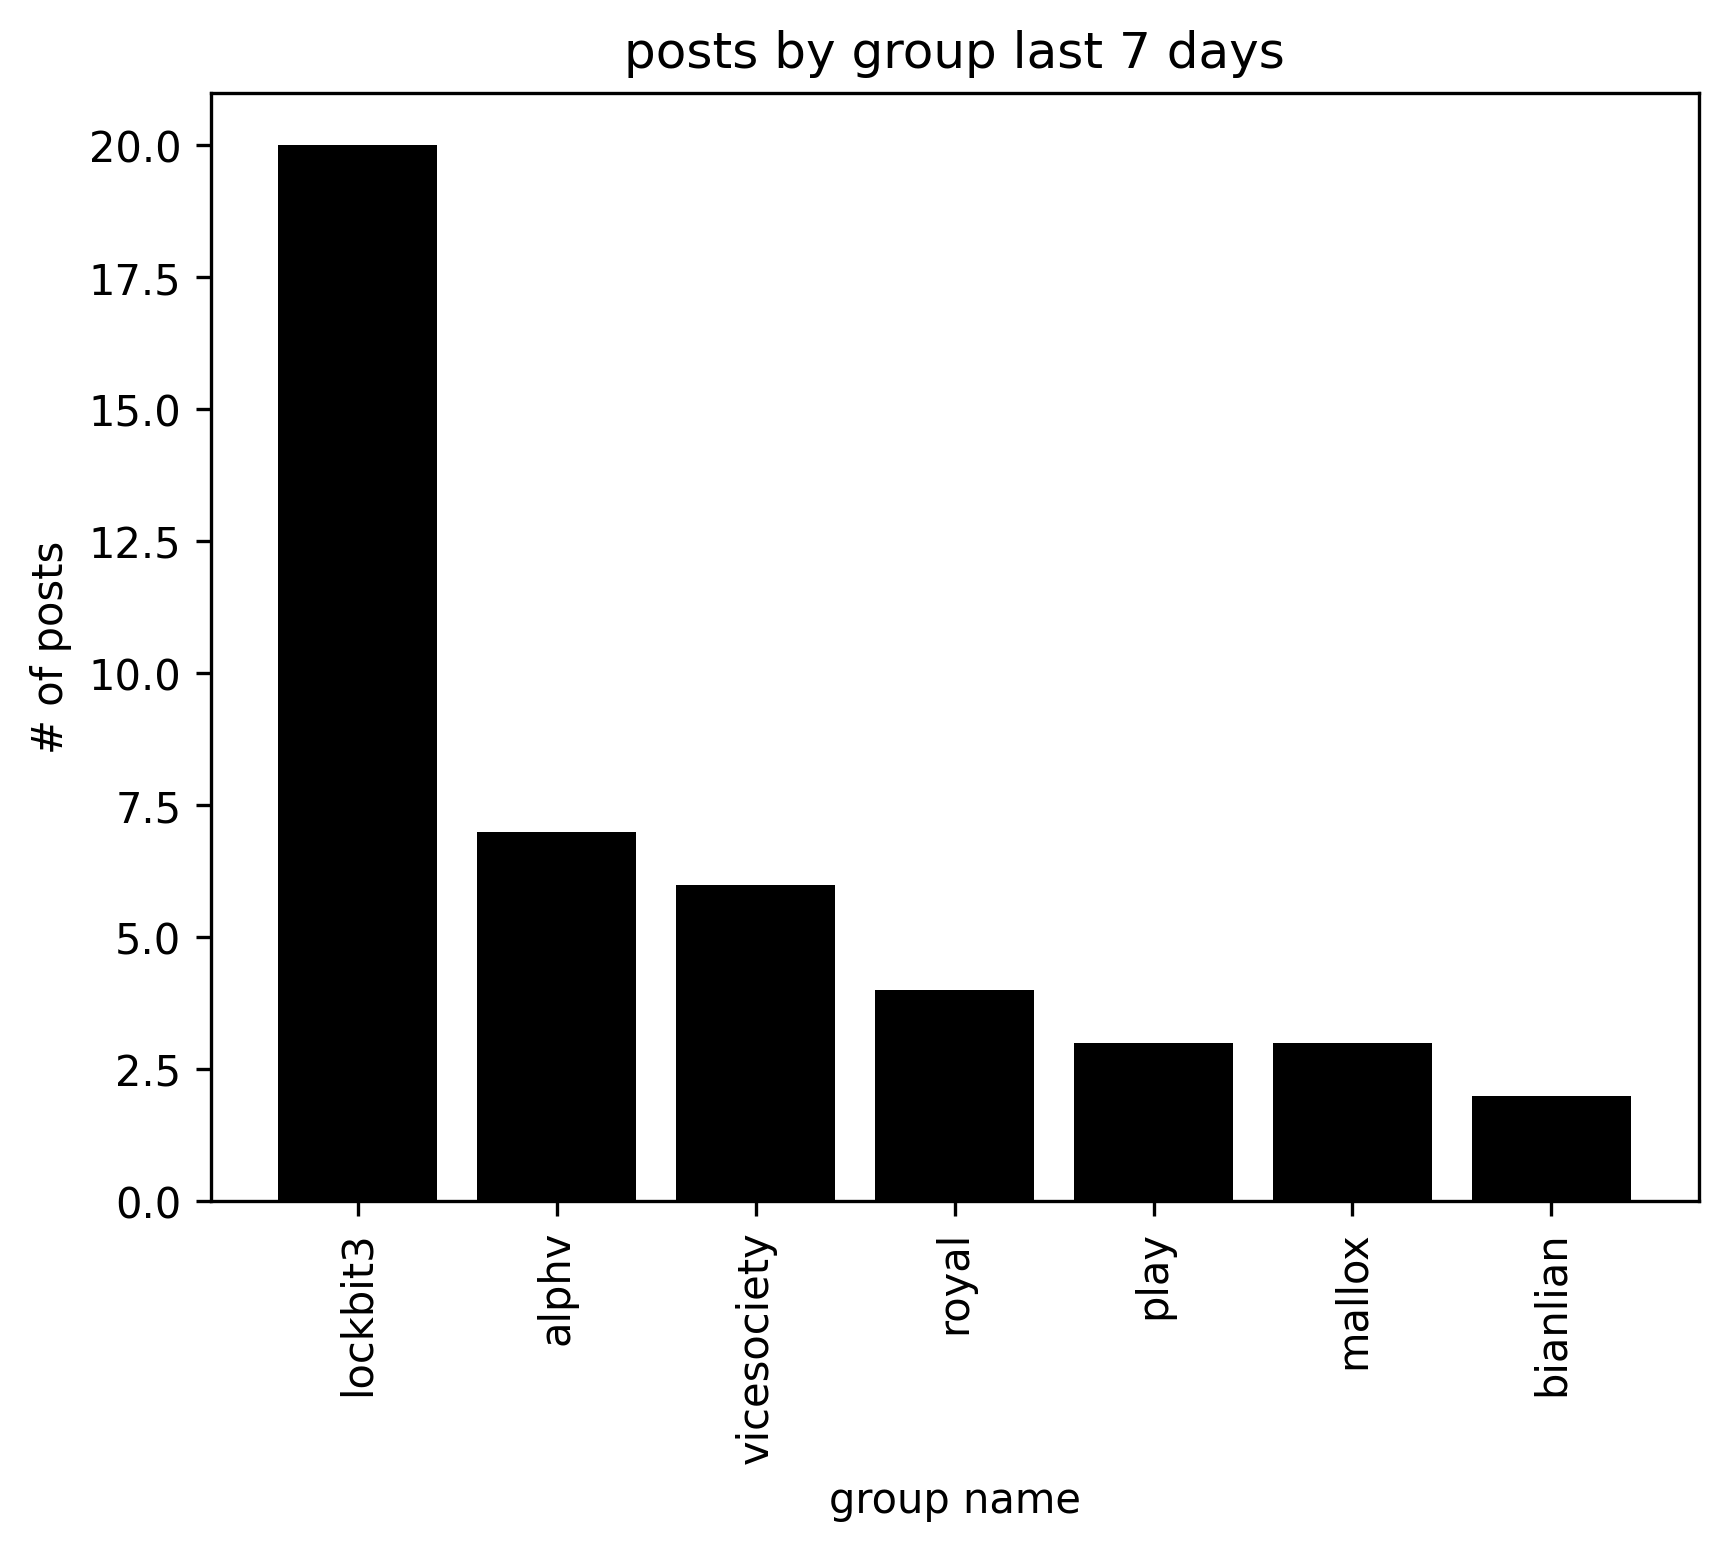 posts by group last 7 days
# of posts
20.0
17.5
15.0
12.5
10.0
7.5
5.0
2.5
0.0
lockbit3
alphv
vicesociety
royal
play
mallox
bianlian
group name